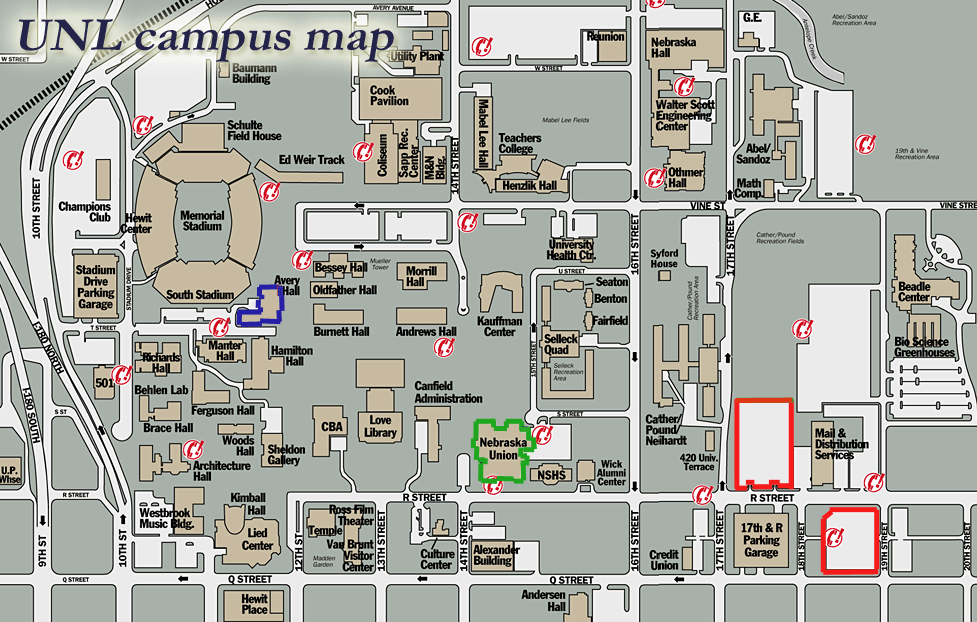 UNL campus map
AVERY AVENUE
W STREET
Utility Plant
Reunion
G.E.
Abel/Sandoz
Recreation Area
Antelope Creek
Nebraska
Hall
W STREET
Baumann
Building
Cook
Pavilion
Mabel Lee Hall
Mabel Lee Fields
Walter Scott
Engineering
Center
Schulte
Field House
Coliseum
Sapp Rec.
Center
M&N
Bldg.
14TH STREET
Teachers
College
Henzlik Hall
Abel/
Sandoz
19th & Vine
Recreation Area
Ed Weir Track
Othmer
Hall
Math
Comp.
10TH STREET
Champions
Club
Hewit
Center
Memorial
Stadium
VINE ST
VINE STRE
16TH STREET
17TH STREET
Cather/Pound
Recreation Fields
University
Health Ctr.
Syford
House
Stadium
Drive
Parking
Garage
STADIUM DRIVE
South Stadium
Avery
Hall
Bessey Hall
Mueller
Tower
Oldfather Hall
Morrill
Hall
U STREET
Seaton
Benton
Fairfield
Kauffman
Center
Cather/Pound
Recreation Area
Beadle
Center
T STREET
I-180 NORTH
Burnett Hall
Andrews Hall
15TH STREET
Selleck
Quad
Selleck
Recreation
Area
Bio Science
Greenhouses
Manter
Hall
Hamilton
Hall
Richards
Hall
501
Behlen Lab
I-180 SOUTH
S ST
Ferguson Hall
Brace Hall
Canfield
Administration
Love
Library
CBA
S STREET
Nebraska
Union
Cather/
Pound/
Neihardt
Mail &
Distribution
Services
Woods
Hall
Sheldon
Gallery
Architecture
Hall
NSHS
Wick
Alumni
Center
420 Univ.
Terrace
U.P.
Whse
R STREET
R STREET
R STREET
Westbrook
Music Bldg.
Kimball
Hall
Lied
Center
Ross Film
Theater
Temple
Van Brunt
Visitor
Center
Madden
Garden
Culture
Center
Alexander
Building
Credit
Union
17th & R
Parking
Garage
9TH ST
10TH ST
12TH STREET
13TH STREET
14TH STREET
16TH STREET
17TH STREET
18TH STREET
19TH STREET
20TH STREE
Q STREET
Q STREET
Q STREET
Hewit
Place
Andersen
Hall